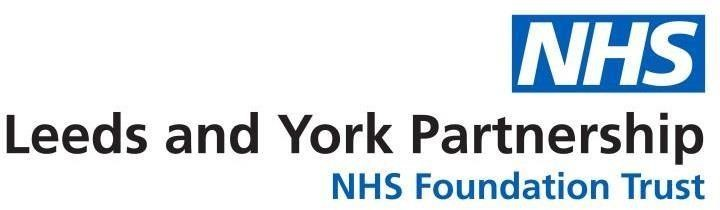 NHS
Leeds and York Partnership
NHS Foundation Trust